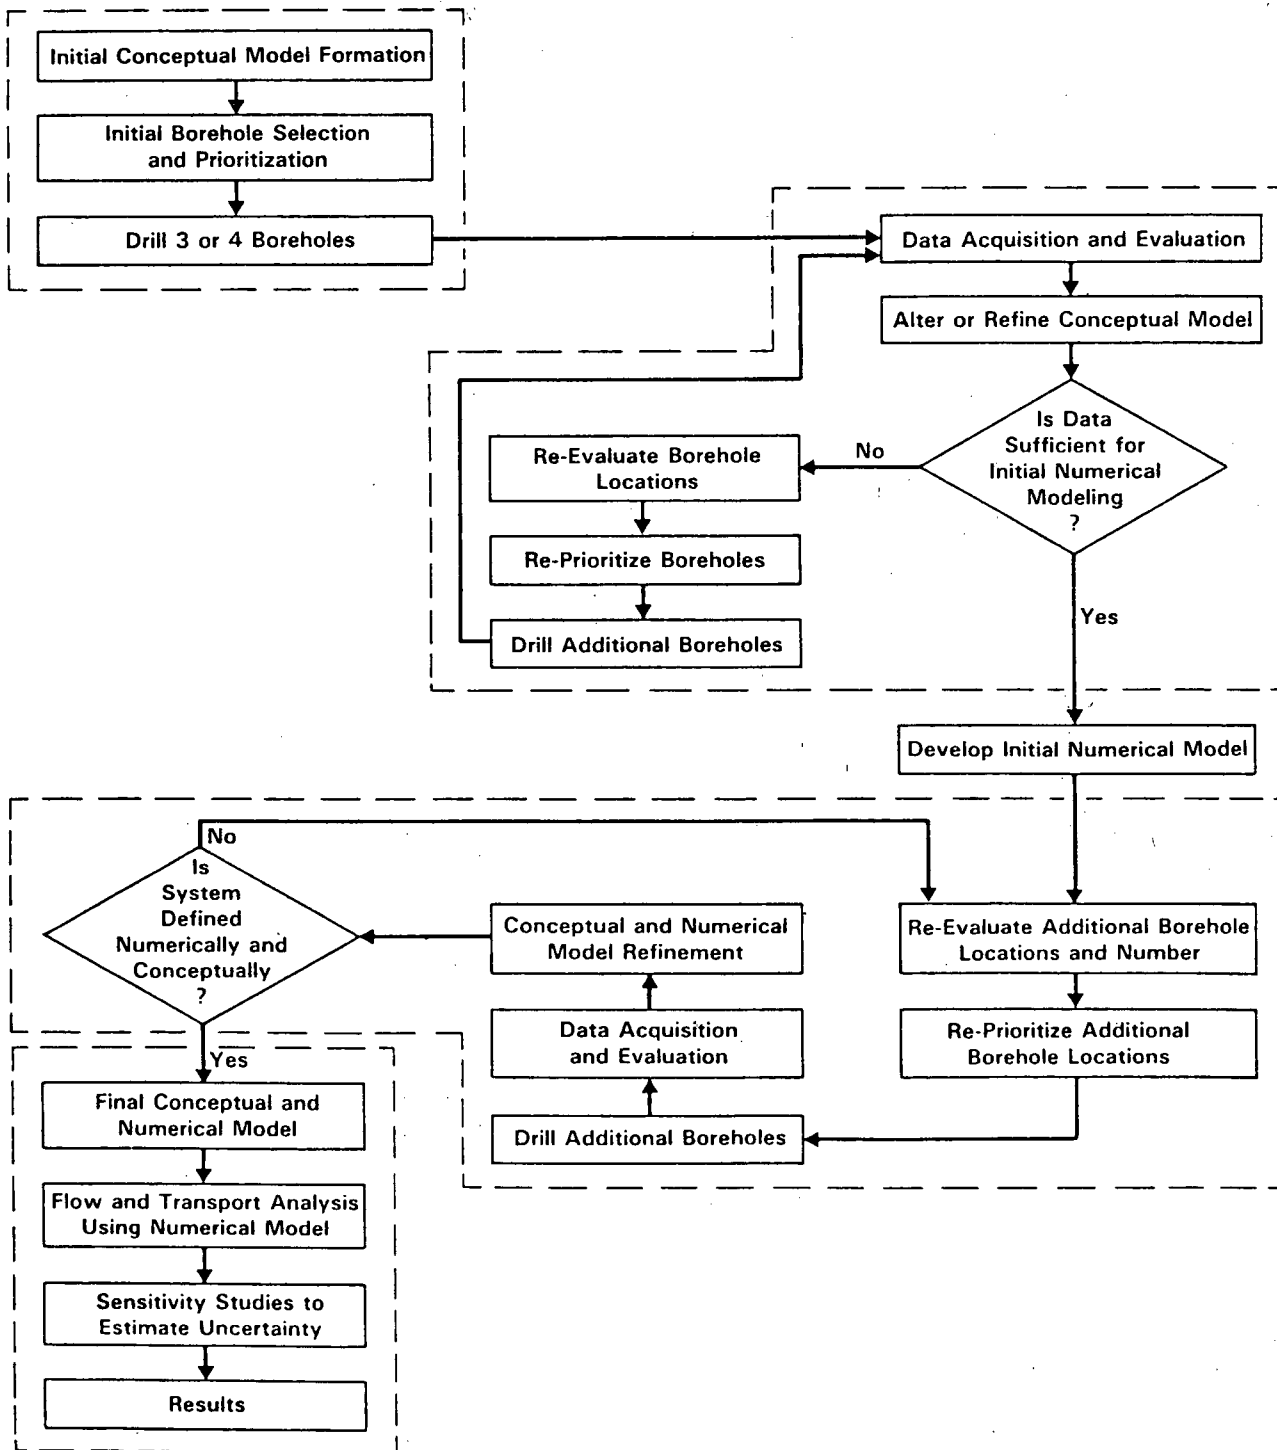 Initial Conceptual Model Formation
Initial Borehole Selection
and Prioritization
Drill 3 or 4 Boreholes
Data Acquisition and Evaluation
Alter or Refine Conceptual Model
Is Data
Sufficient for
Initial Numerical
Modeling
?
No
Yes
Re-Evaluate Borehole
Locations
Re-Prioritize Boreholes
Drill Additional Boreholes
Develop Initial Numerical Model
Re-Evaluate Additional Borehole
Locations and Number
Re-Prioritize Additional
Borehole Locations
Drill Additional Boreholes
Data Acquisition
and Evaluation
Conceptual and Numerical
Model Refinement
No
Is
System
Defined
Numerically and
Conceptually
?
Yes
Final Conceptual and
Numerical Model
Flow and Transport Analysis
Using Numerical Model
Sensitivity Studies to
Estimate Uncertainty
Results